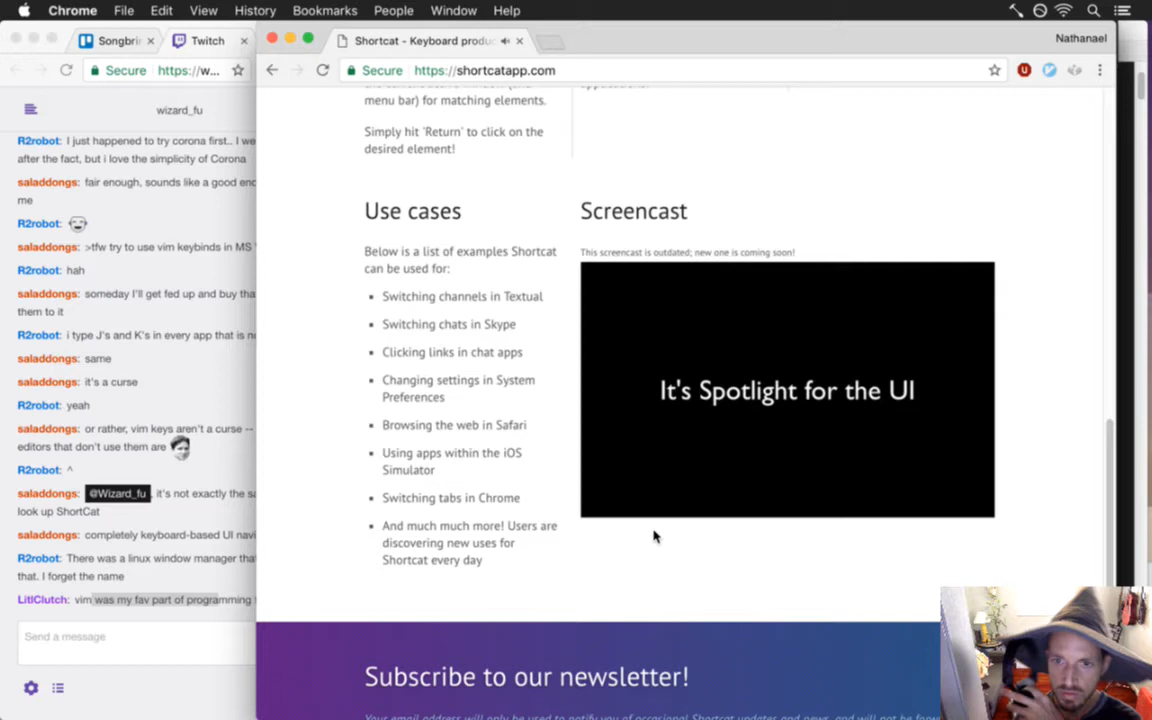 Chrome File Edit View History Bookmarks People Window Help
Songbri
Twitch
Secure https://w...
wizard_fu
R2robot: I just happened to try corona first.. I we
after the fact, but i love the simplicity of Corona
saladdongs: fair enough, sounds like a good
me
R2robot:
saladdongs: >tfw try to use vim keybinds in MS
R2robot: hah
saladdongs: someday I'll get fed up and buy tha
them to it
R2robot: i type J's and K's in every app that is
saladdongs: same
saladdongs: it's a curse
R2robot: yeah
saladdongs: or rather, vim keys aren't a curse --
editors that don't use them are
R2robot: ^
saladdongs: @Wizard_fu , it's not exactly the
look up ShortCat
saladdongs: completely keyboard-based UI navi
R2robot: There was a linux window manager that
that. I forget the name
LitlClutch: vim was my fav part of programming
Send a message
Shortcat - Keyboard produc
Nathanael
Secure https://shortcatapp.com
menu bar) for matching elements.
Simply hit 'Return' to click on the
desired element!
Use cases
Below is a list of examples Shortcat
can be used for:
Switching channels in Textual
Switching chats in Skype
Clicking links in chat apps
Changing settings in System
Preferences
Browsing the web in Safari
Using apps within the iOS
Simulator
Switching tabs in Chrome
And much much more! Users are
discovering new uses for
Shortcat every day
Screencast
This screencast is outdated; new one is coming soon!
It's Spotlight for the UI
Subscribe to our newsletter!